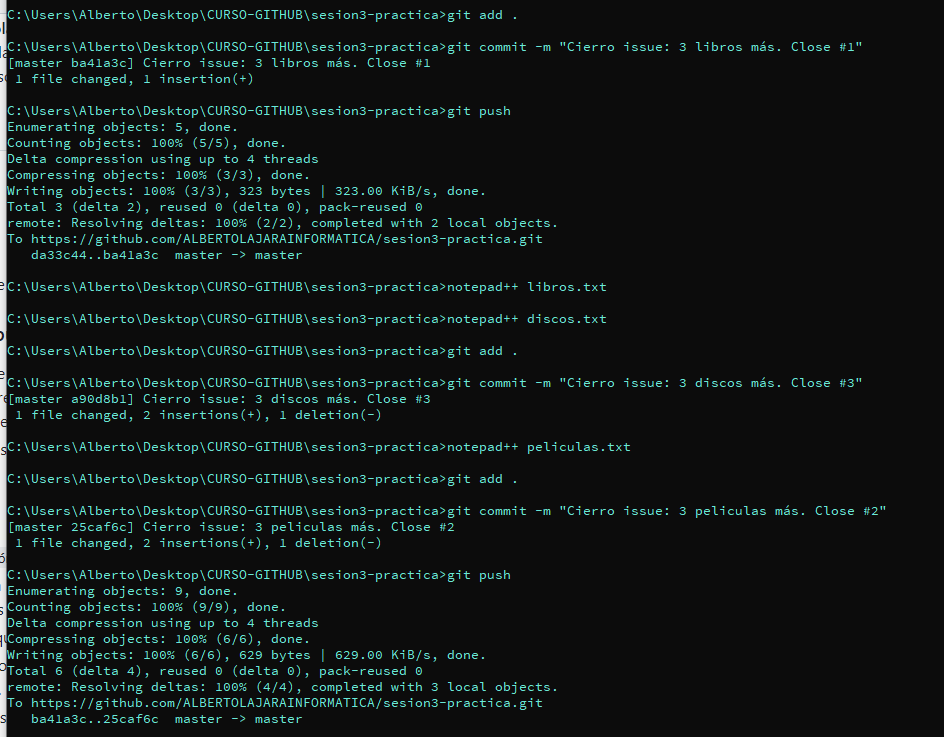 C:\Users\Alberto\Desktop\CURSO-GITHUB\sesion3-practica>git add .
C:\Users\Alberto\Desktop\CURSO-GITHUB\sesion3-practica>git commit -m "Cierro issue: 3 libros más. Close #1"
[master ba41a3c] Cierro issue: 3 libros más. Close #1
1 file changed, 1 insertion(+)
C:\Users\Alberto\Desktop\CURSO-GITHUB\sesion3-practica>git push
Enumerating objects: 5, done.
Counting objects: 100% (5/5), done.
Delta compression using up to 4 threads
Compressing objects: 100% (3/3), done.
Writing objects: 100% (3/3), 323 bytes | 323.00 KiB/s, done.
Total 3 (delta 2), reused 0 (delta 0), pack-reused 0
remote: Resolving deltas: 100% (2/2), completed with 2 local objects.
To https://github.com/ALBERTOLAJARAINFORMATICA/sesion3-practica.git
da33c44..ba41a3c  master -> master
C:\Users\Alberto\Desktop\CURSO-GITHUB\sesion3-practica>notepad++ libros.txt
C:\Users\Alberto\Desktop\CURSO-GITHUB\sesion3-practica>notepad++ discos.txt
C:\Users\Alberto\Desktop\CURSO-GITHUB\sesion3-practica>git add .
C:\Users\Alberto\Desktop\CURSO-GITHUB\sesion3-practica>git commit -m "Cierro issue: 3 discos más. Close #3"
[master a90d8b1] Cierro issue: 3 discos más. Close #3
1 file changed, 2 insertions(+), 1 deletion(-)
C:\Users\Alberto\Desktop\CURSO-GITHUB\sesion3-practica>notepad++ peliculas.txt
C:\Users\Alberto\Desktop\CURSO-GITHUB\sesion3-practica>git add .
C:\Users\Alberto\Desktop\CURSO-GITHUB\sesion3-practica>git commit -m "Cierro issue: 3 peliculas más. Close #2"
[master 25caf6c] Cierro issue: 3 peliculas más. Close #2
1 file changed, 2 insertions(+), 1 deletion(-)
C:\Users\Alberto\Desktop\CURSO-GITHUB\sesion3-practica>git push
Enumerating objects: 9, done.
Counting objects: 100% (9/9), done.
Delta compression using up to 4 threads
Compressing objects: 100% (6/6), done.
Writing objects: 100% (6/6), 629 bytes | 629.00 KiB/s, done.
Total 6 (delta 4), reused 0 (delta 0), pack-reused 0
remote: Resolving deltas: 100% (4/4), completed with 3 local objects.
To https://github.com/ALBERTOLAJARAINFORMATICA/sesion3-practica.git
ba41a3c..25caf6c  master -> master